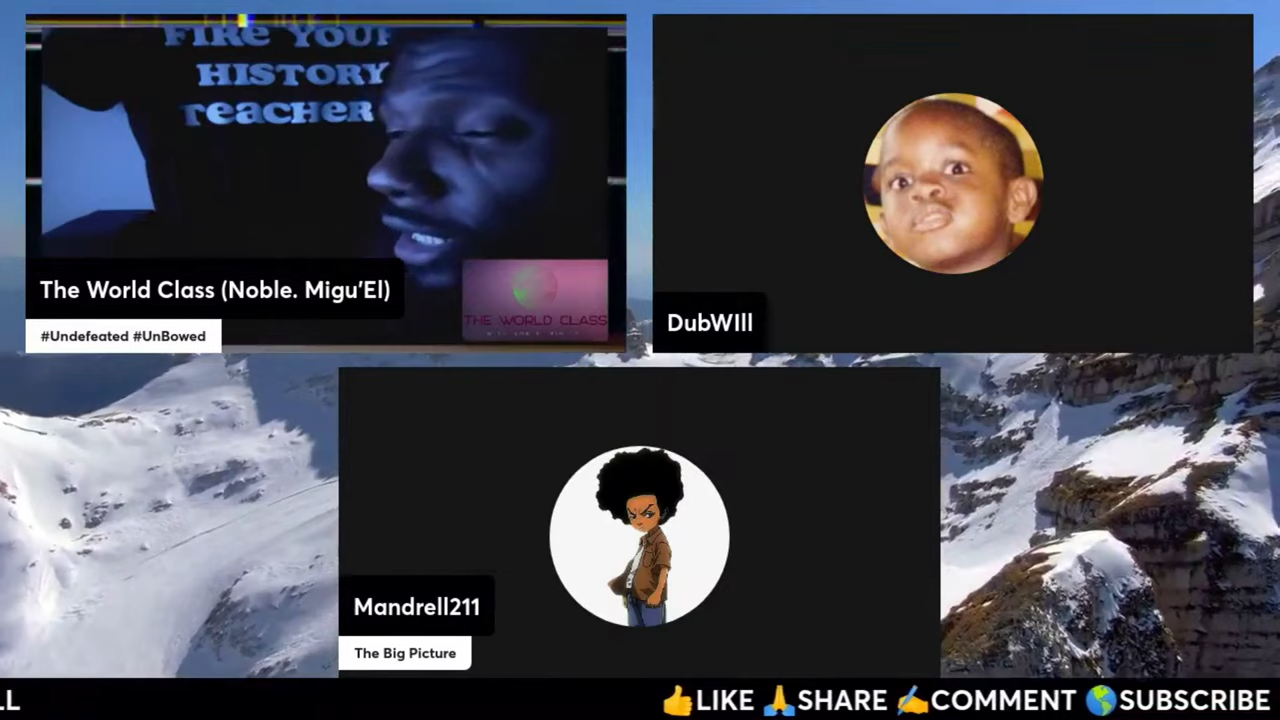 FIRE YOUR
HISTORY
TEACHER
The World Class (Noble. Migu'El)
#Undefeated #UnBowed
THE WORLD CLASS
DubWIll
Mandrell211
The Big Picture
LL
👍LIKE 🙏SHARE ✍️COMMENT 🌎SUBSCRIBE